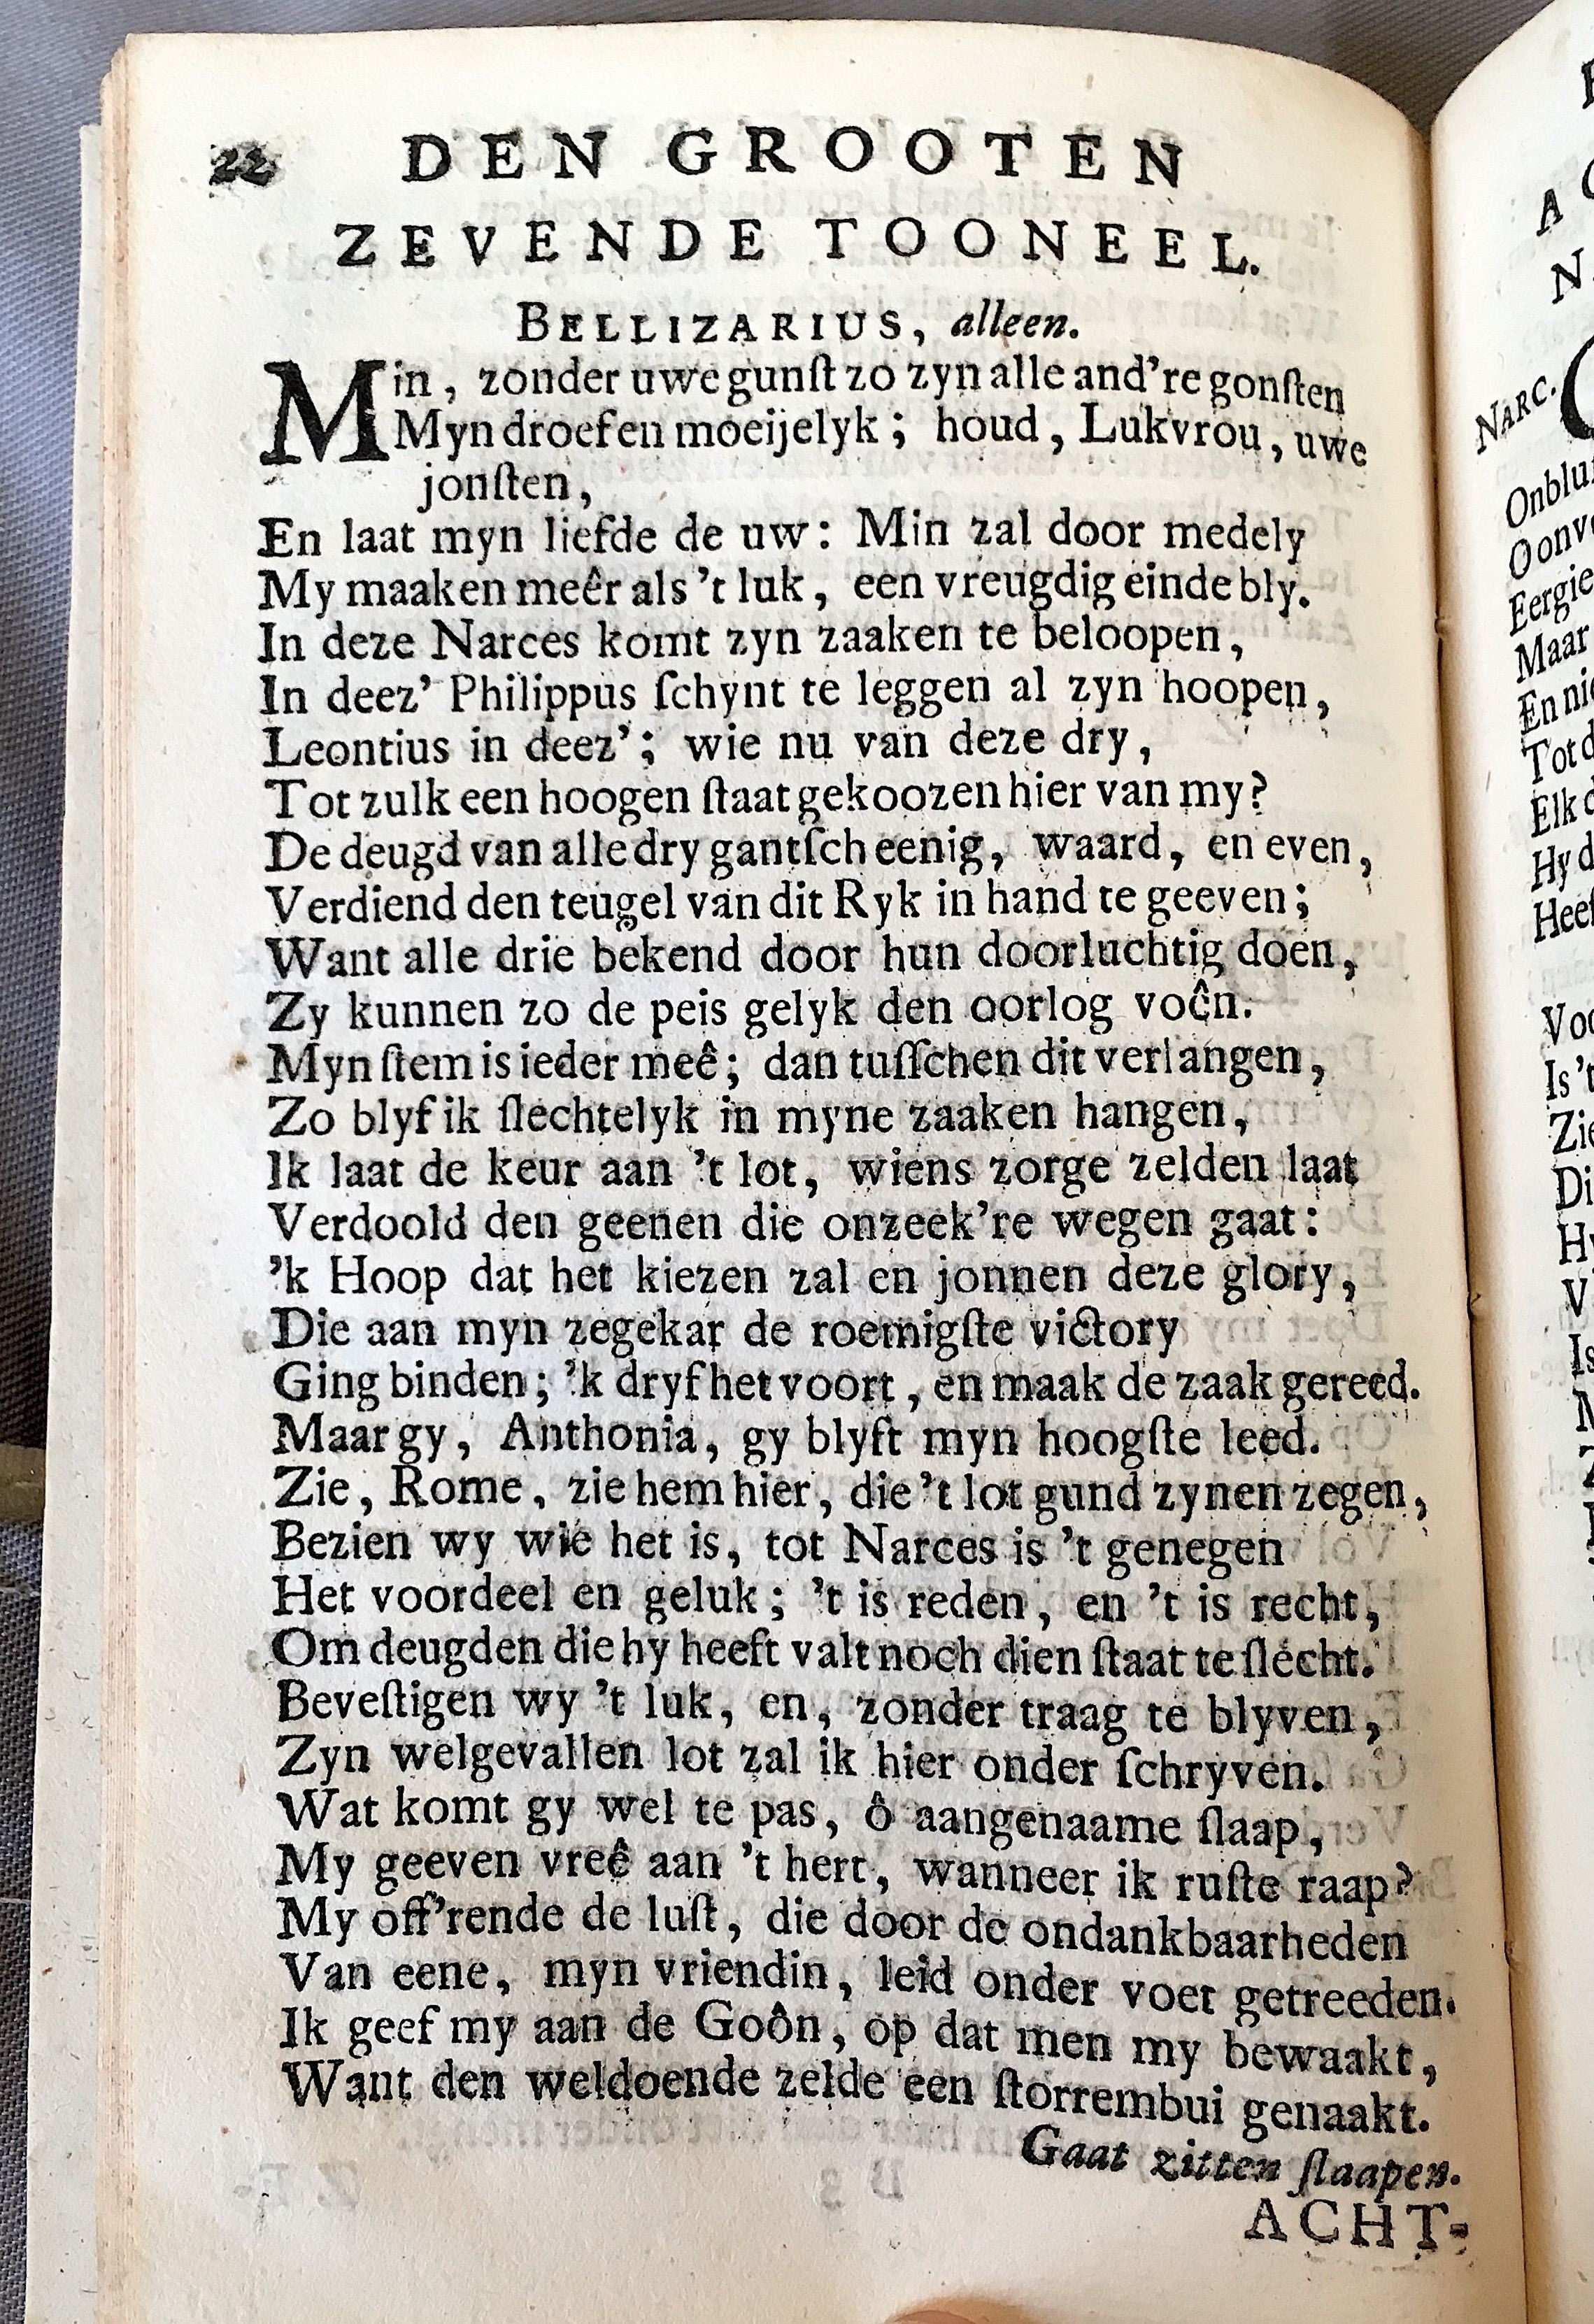 22 DEN GROOTEN
ZEVENDE TOONEEL.
BELLIZARIUS, alleen.
Min, zonder uwe gunſt zo zyn alle and're gonſten
Myn droef en moeijelyk; houd, Lukvrou, uwe
jonſten,
En laat myn liefde de uw: Min zal door medely
My maaken meêr als 't luk, een vreugdig einde bly.
In deze Narces komt zyn zaaken te beloopen,
In deez' Philippus ſchynt te leggen al zyn hoopen,
Leontius in deez'; wie nu van deze dry,
Tot zulk een hoogen ſtaat gekoozen hier van my?
De deugd van alle dry gantſch eenig, waard, en even,
Verdiend den teugel van dit Ryk in hand te geeven;
Want alle drie bekend door hun doorluchtig doen,
Zy kunnen zo de peis gelyk den oorlog voên.
Myn ſtem is ieder meê; dan tuſſchen dit verlangen,
Zo blyf ik ſlechtelyk in myne zaaken hangen,
Ik laat de keur aan 't lot, wiens zorge zelden laat
Verdoold den geenen die onzeek're wegen gaat:
'k Hoop dat het kiezen zal en jonnen deze glory,
Die aan myn zegekar de roemigſte victory
Ging binden; 'k dryf het voort, en maak de zaak gereed.
Maar gy, Anthonia, gy blyft myn hoogſte leed.
Zie, Rome, zie hem hier, die 't lot gund zynen zegen,
Bezien wy wie het is, tot Narces is 't genegen
Het voordeel en geluk; 't is reden, en 't is recht,
Om deugden die hy heeft valt noch dien ſtaat te ſlecht.
Beveſtigen wy 't luk, en, zonder traag te blyven,
Zyn welgevallen lot zal ik hier onder ſchryven.
Wat komt gy wel te pas, ô aangenaame ſlaap,
My geeven vreê aan 't hert, wanneer ik ruſte raap?
My off'rende de luſt, die door de ondankbaarheden
Van eene, myn vriendin, leid onder voet getreeden.
Ik geef my aan de Goôn, op dat men my bewaakt,
Want den weldoende zelde een ſtorrembui genaakt.
Gaat zitten ſlaapen.
ACHT-
NARC.
Onblu
Oonv
Eergie
Maar
En ni
Tot d
Elk
Hy d
Hee
Voo
Is 't
Zie
Di